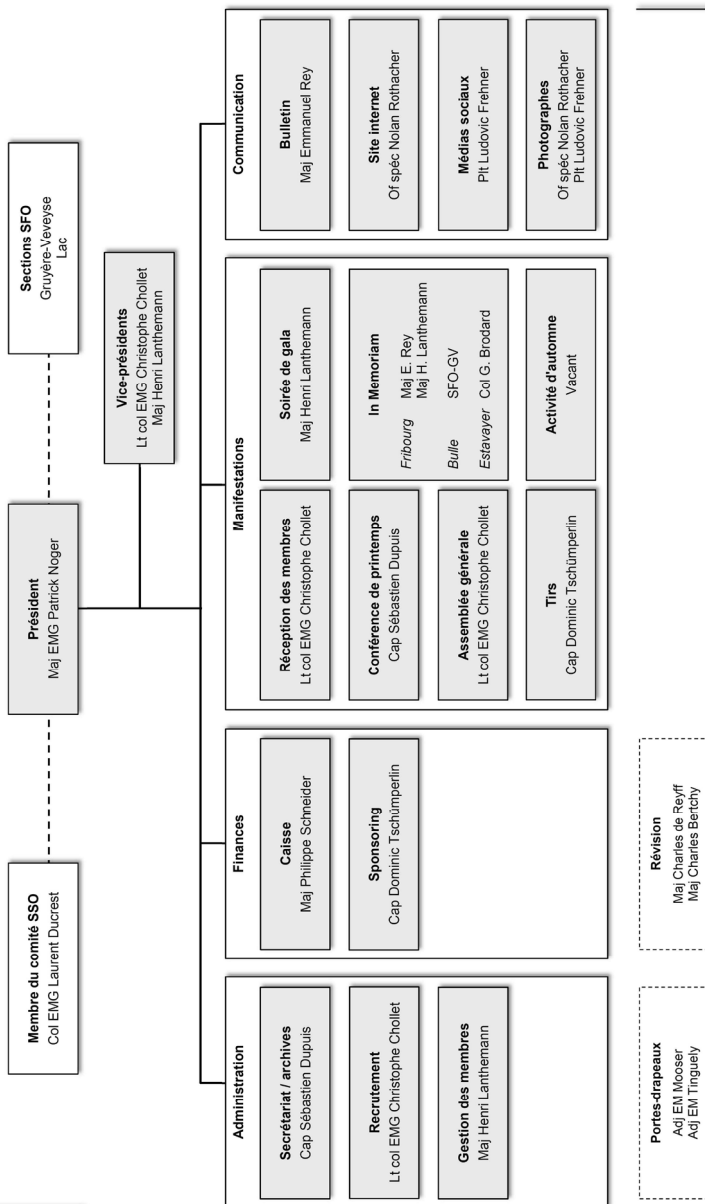 Membre du comité SSO
Col EMG Laurent Ducrest
Président
Maj EMG Patrick Noger
Sections SFO
Gruyère-Veveyse
Lac
Vice-présidents
Lt col EMG Christophe Chollet
Maj Henri Lanthemann
Administration
Secrétariat / archives
Cap Sébastien Dupuis
Recrutement
Lt col EMG Christophe Chollet
Gestion des membres
Maj Henri Lanthemann
Finances
Caisse
Maj Philippe Schneider
Sponsoring
Cap Dominic Tschümperlin
Manifestations
Réception des membres
Lt col EMG Christophe Chollet
Soirée de gala
Maj Henri Lanthemann
Conférence de printemps
Cap Sébastien Dupuis
In Memoriam
Fribourg Maj E. Rey
Maj H. Lanthemann
Bulle SFO-GV
Estavayer Col G. Brodard
Assemblée générale
Lt col EMG Christophe Chollet
Tirs
Cap Dominic Tschümperlin
Activité d'automne
Vacant
Communication
Bulletin
Maj Emmanuel Rey
Site internet
Of spéc Nolan Rothacher
Médias sociaux
Plt Ludovic Frehner
Photographes
Of spéc Nolan Rothacher
Plt Ludovic Frehner
Portes-drapeaux
Adj EM Mooser
Adj EM Tinguely
Révision
Maj Charles de Reyff
Maj Charles Bertchy